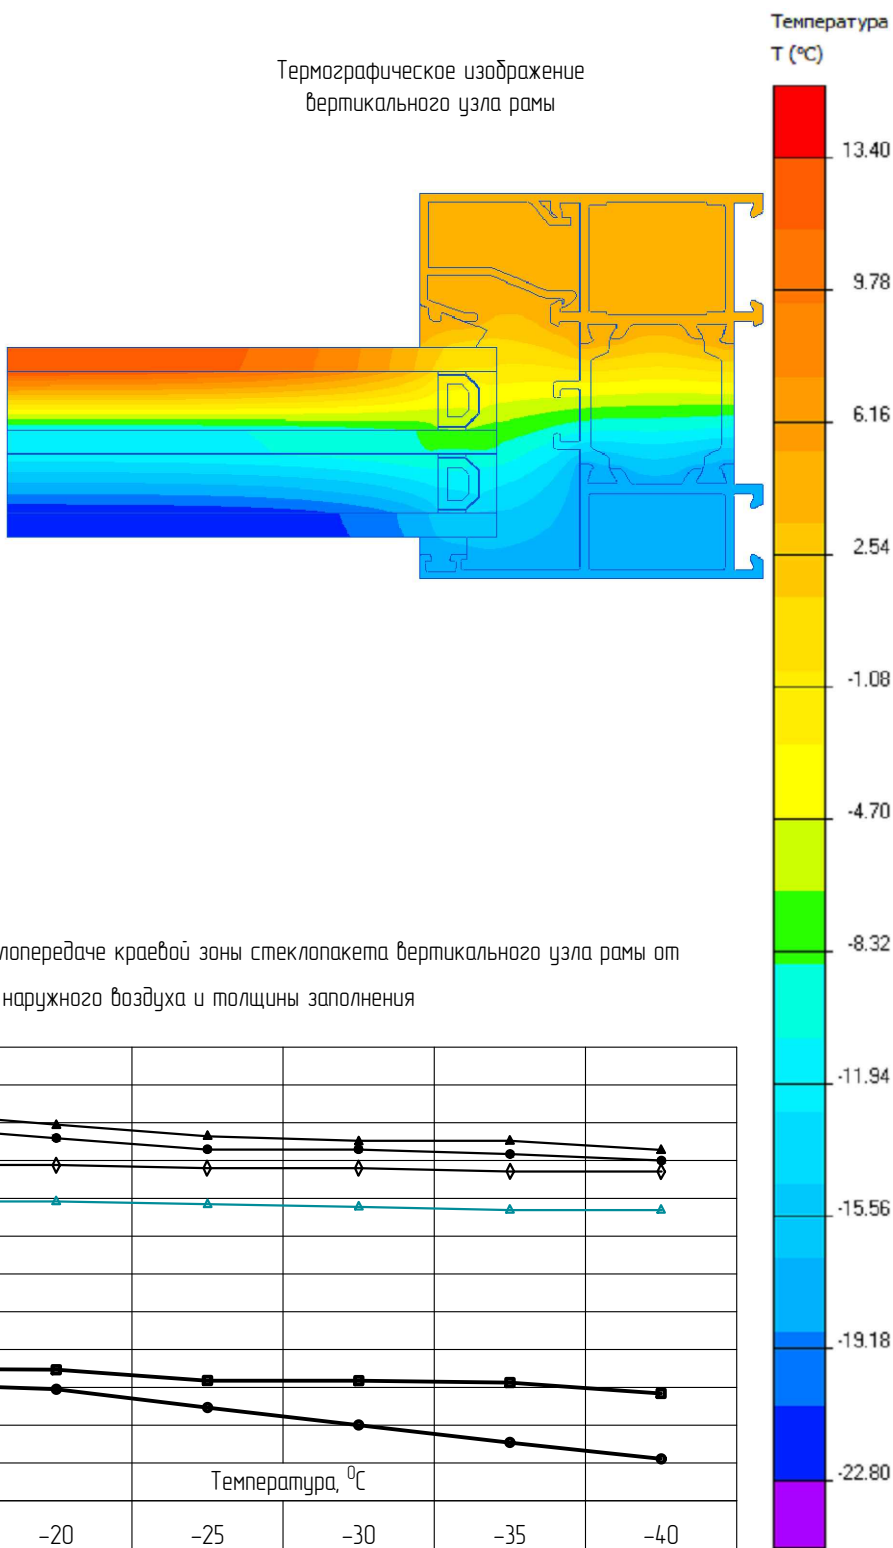 Температура
T (°C)
Термографическое изображение
вертикального узла рамы
13.40
9.78
6.16
2.54
-1.08
-4.70
-8.32
-11.94
-15.56
-19.18
-22.80
лопередаче краевой зоны стеклопакета вертикального узла рамы от
наружного воздуха и толщины заполнения
Температура, ⁰C
-20 -25 -30 -35 -40